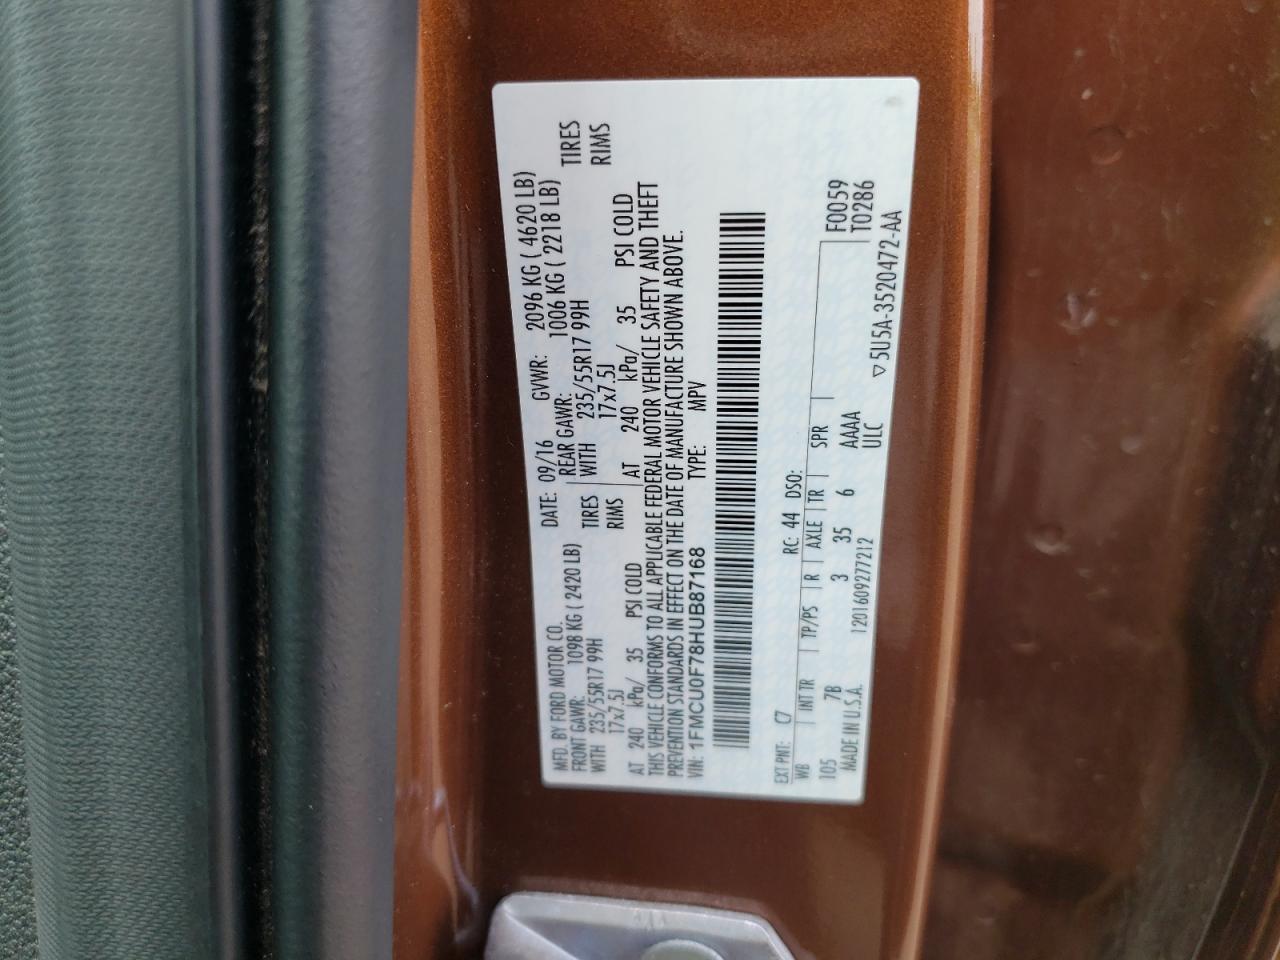 MFD. BY FORD MOTOR CO.
DATE: 09/16 GVWR: 2096 KG ( 4620 LB)
FRONT GAWR: 1098 KG ( 2420 LB) REAR GAWR: 1006 KG ( 2218 LB)
WITH 235/55R17 99H TIRES WITH 235/55R17 99H TIRES
17x7.5J RIMS 17x7.5J RIMS
AT 240 kPa/ 35 PSI COLD AT 240 kPa/ 35 PSI COLD
THIS VEHICLE CONFORMS TO ALL APPLICABLE FEDERAL MOTOR VEHICLE SAFETY AND THEFT
PREVENTION STANDARDS IN EFFECT ON THE DATE OF MANUFACTURE SHOWN ABOVE.
VIN: 1FMCU0F78HUB87168 TYPE: MPV
EXT PNT: C7 RC: 44 DSO:
WB INT TR TP/PS R AXLE TR SPR F0059
105 7B 3 35 6 AAAA T0286
MADE IN U.S.A. 1201609277212 ULC ▽5U5A-3520472-AA